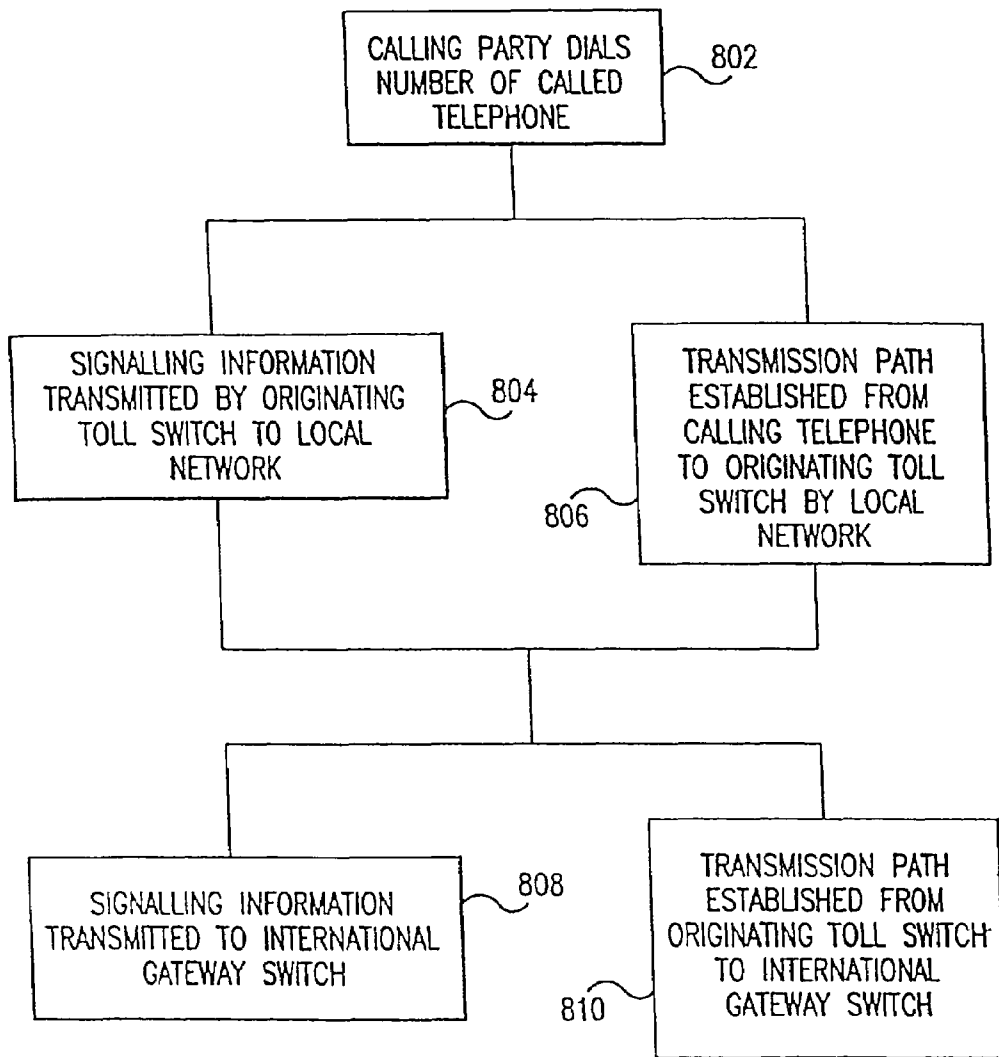 CALLING PARTY DIALS
NUMBER OF CALLED
TELEPHONE
802
SIGNALLING INFORMATION
TRANSMITTED BY ORIGINATING
TOLL SWITCH TO LOCAL
NETWORK
804
TRANSMISSION PATH
ESTABLISHED FROM
CALLING TELEPHONE
TO ORIGINATING TOLL
SWITCH BY LOCAL
NETWORK
806
SIGNALLING INFORMATION
TRANSMITTED TO INTERNATIONAL
GATEWAY SWITCH
808
TRANSMISSION PATH
ESTABLISHED FROM
ORIGINATING TOLL SWITCH
TO INTERNATIONAL
GATEWAY SWITCH
810